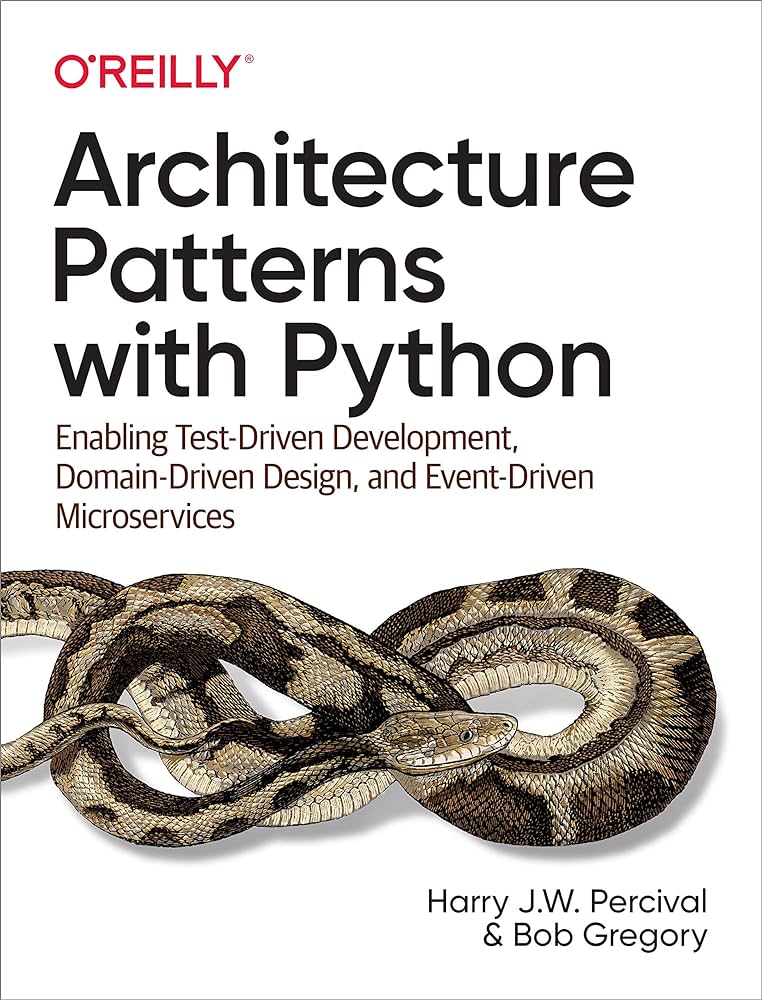 O'REILLY®
Architecture
Patterns
with Python
Enabling Test-Driven Development,
Domain-Driven Design, and Event-Driven
Microservices
Harry J.W. Percival
& Bob Gregory